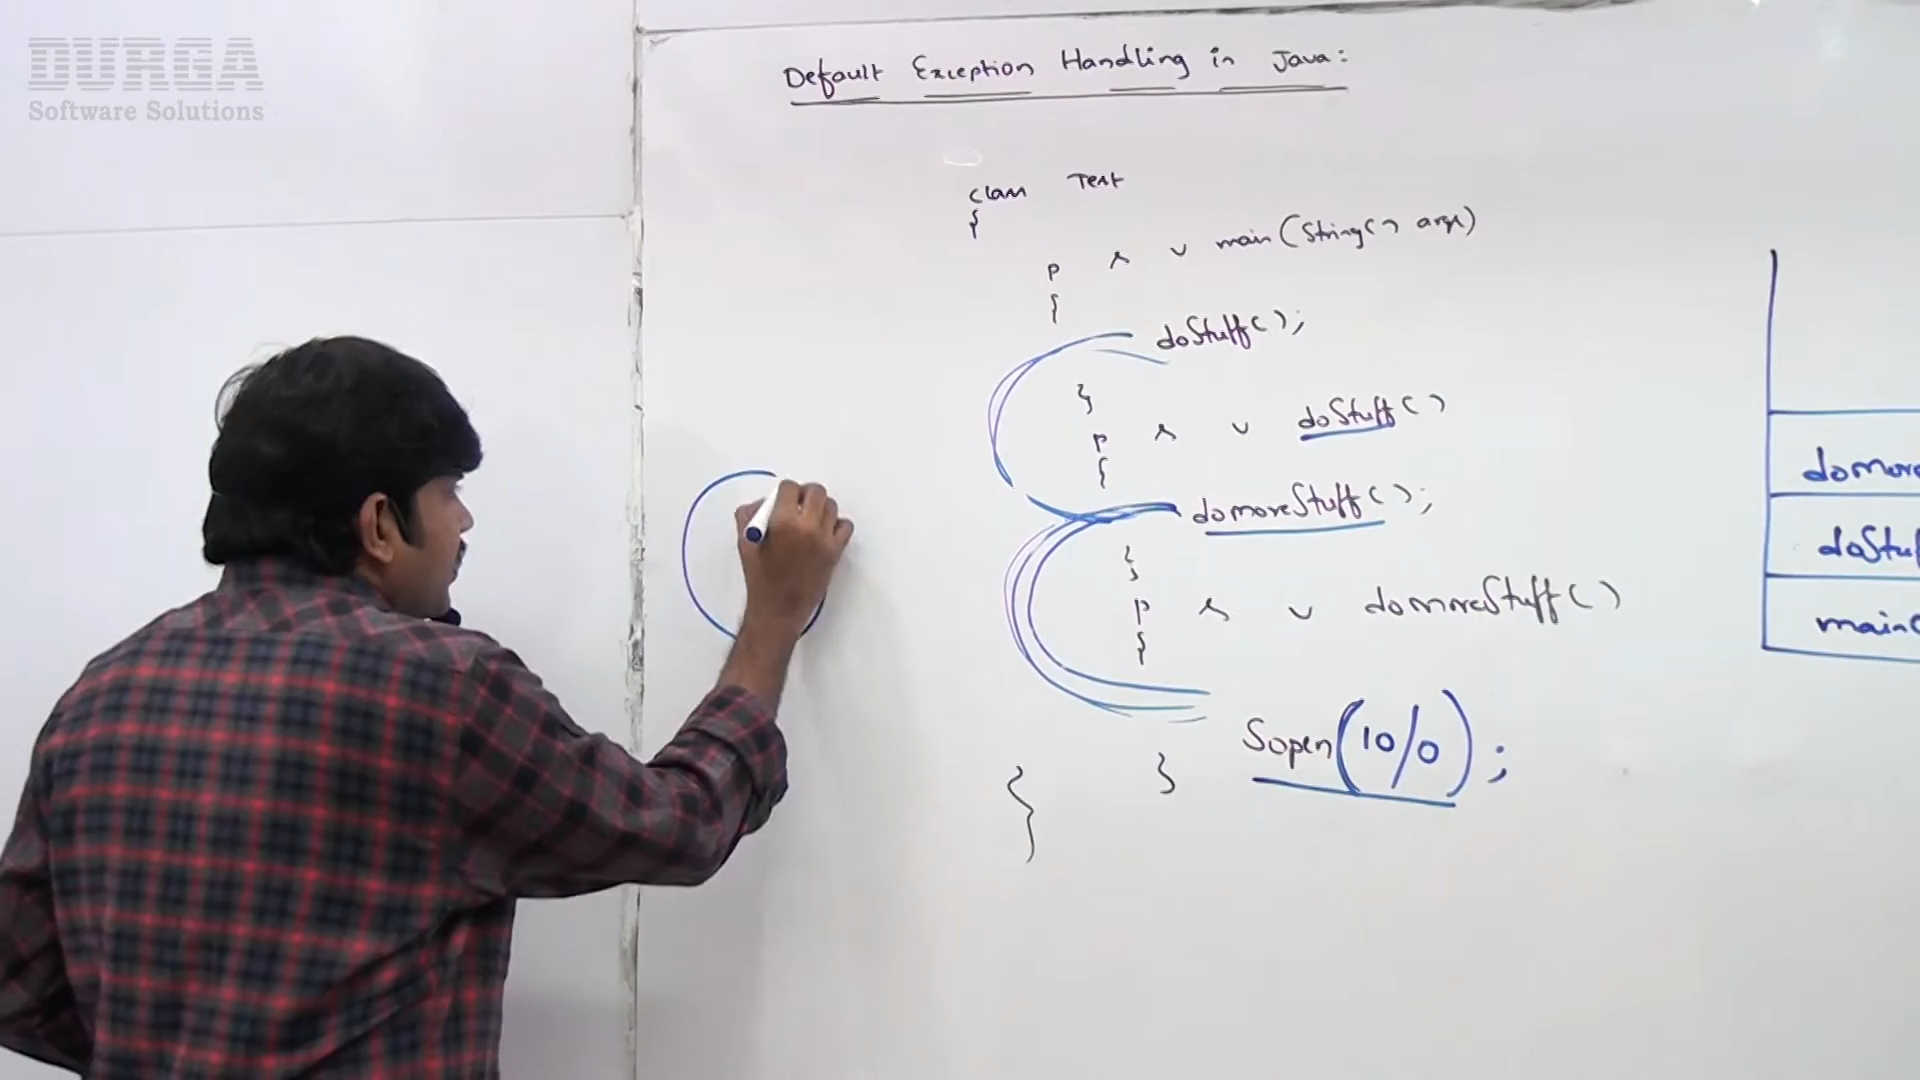 DURGA
Software Solutions
Default Exception Handling in Java:
class Test
{
p s v main(String[] args)
{
doStuff();
}
p s v doStuff()
{
domoreStuff();
}
p s v domoreStuff()
{
Sopln(10/0);
}
}
domore
doStuf
main(